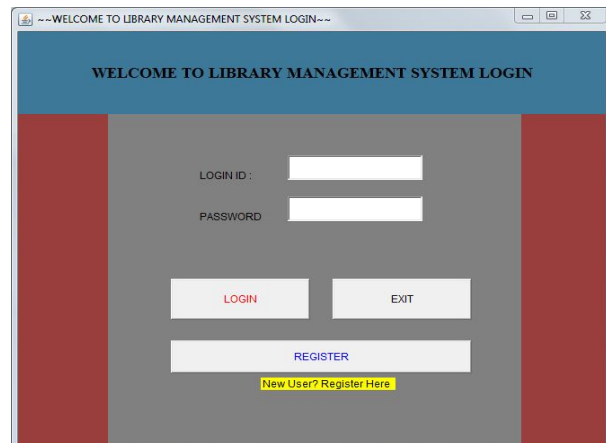 ~~WELCOME TO LIBRARY MANAGEMENT SYSTEM LOGIN~~
WELCOME TO LIBRARY MANAGEMENT SYSTEM LOGIN
LOGIN ID :
PASSWORD
LOGIN EXIT
REGISTER
New User? Register Here